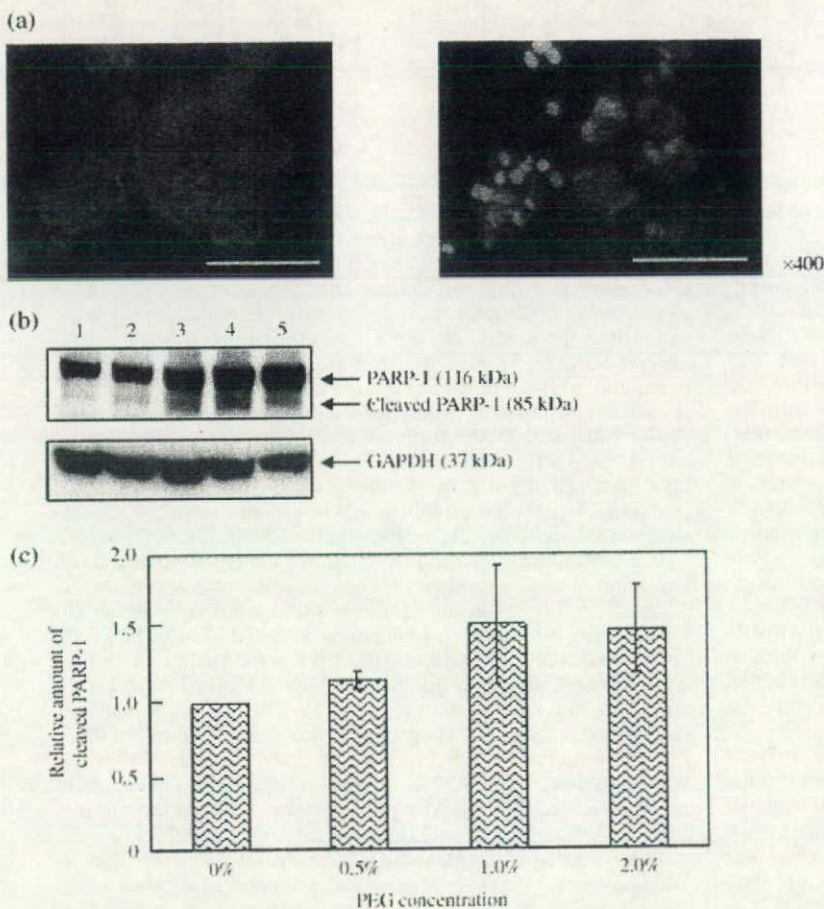 (a)
×400
(b)
1 2 3 4 5
PARP-1 (116 kDa)
Cleaved PARP-1 (85 kDa)
GAPDH (37 kDa)
(c)
2.0
1.5
1.0
0.5
0
Relative amount of
cleaved PARP-1
0% 0.5% 1.0% 2.0%
PEG concentration